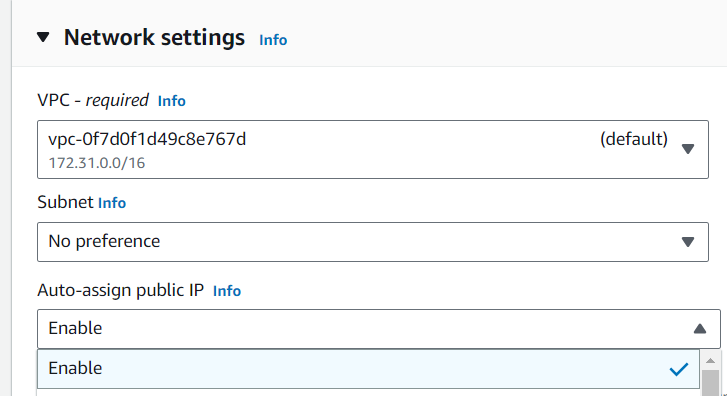 Network settings Info
VPC - required Info
vpc-0f7d0f1d49c8e767d (default)
172.31.0.0/16
Subnet Info
No preference
Auto-assign public IP Info
Enable
Enable